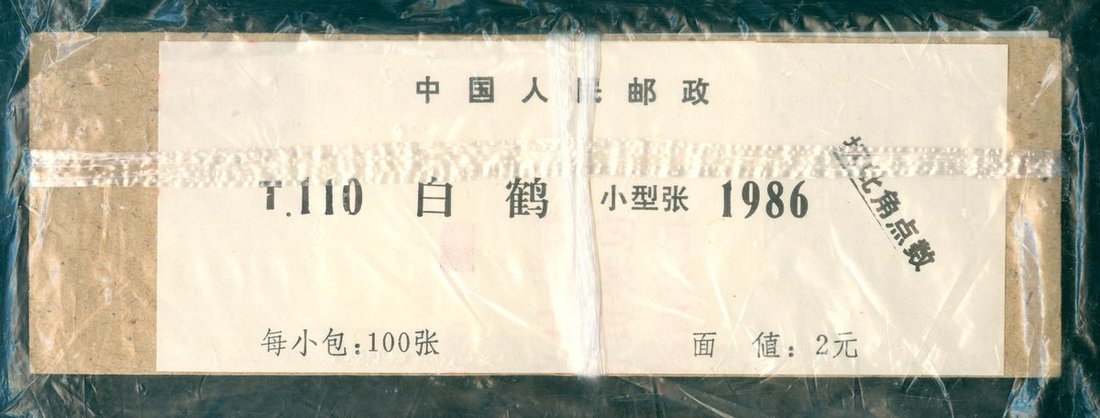 中国人民邮政
T.110 白鹤 小型张 1986
此角点数
每小包：100张
面值：2元